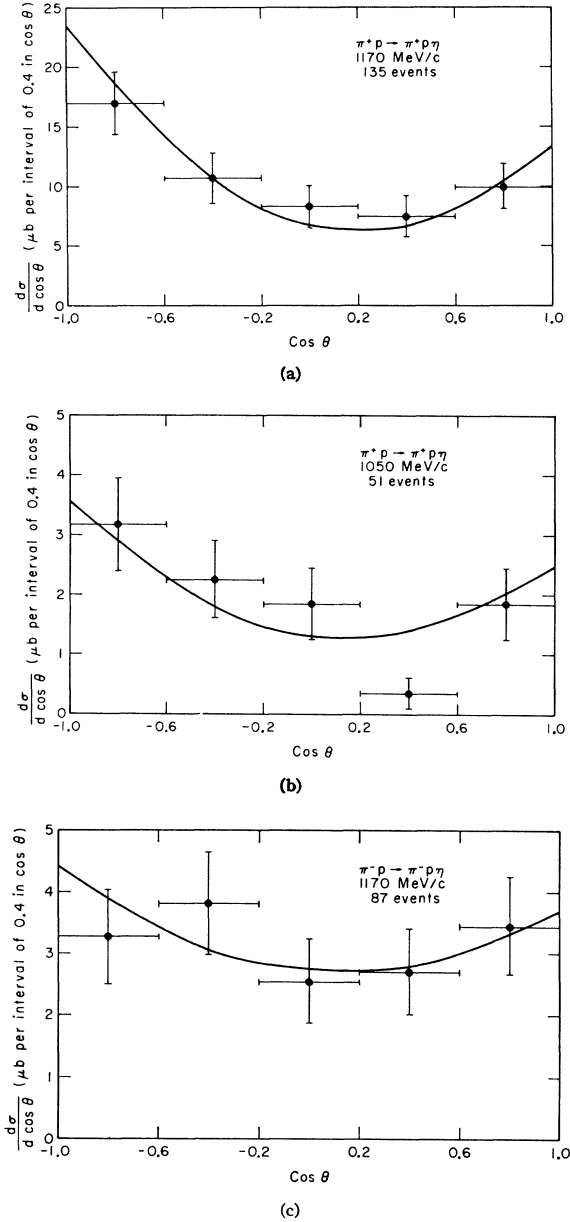 25
20
15
10
5
0
-1.0 -0.6 -0.2 0.2 0.6 1.0
Cos θ
dσ / d cos θ (μb per interval of 0.4 in cos θ)
π⁺p → π⁺pη
1170 MeV/c
135 events
(a)
5
4
3
2
1
0
-1.0 -0.6 -0.2 0.2 0.6 1.0
Cos θ
dσ / d cos θ (μb per interval of 0.4 in cos θ)
π⁺p → π⁺pη
1050 MeV/c
51 events
(b)
5
4
3
2
1
0
-1.0 -0.6 -0.2 0.2 0.6 1.0
Cos θ
dσ / d cos θ (μb per interval of 0.4 in cos θ)
π⁻p → π⁻pη
1170 MeV/c
87 events
(c)